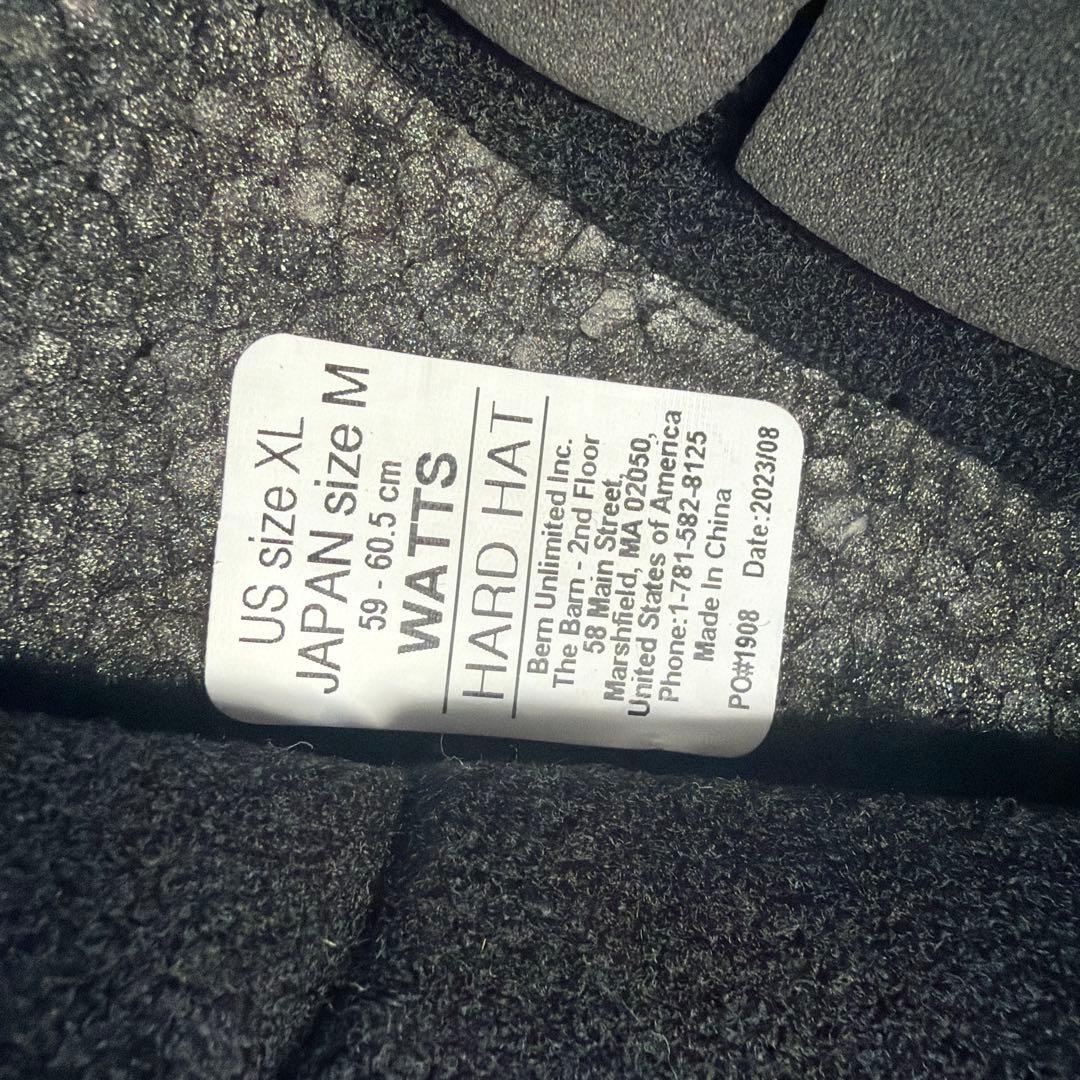 US size XL
JAPAN size M
59 - 60.5 cm
WATTS
HARD HAT
Bern Unlimited Inc.
The Barn - 2nd Floor
58 Main Street,
Marshfield, MA 02050,
United States of America
Phone:1-781-582-8125
Made In China
PO#1908 Date:2023/08